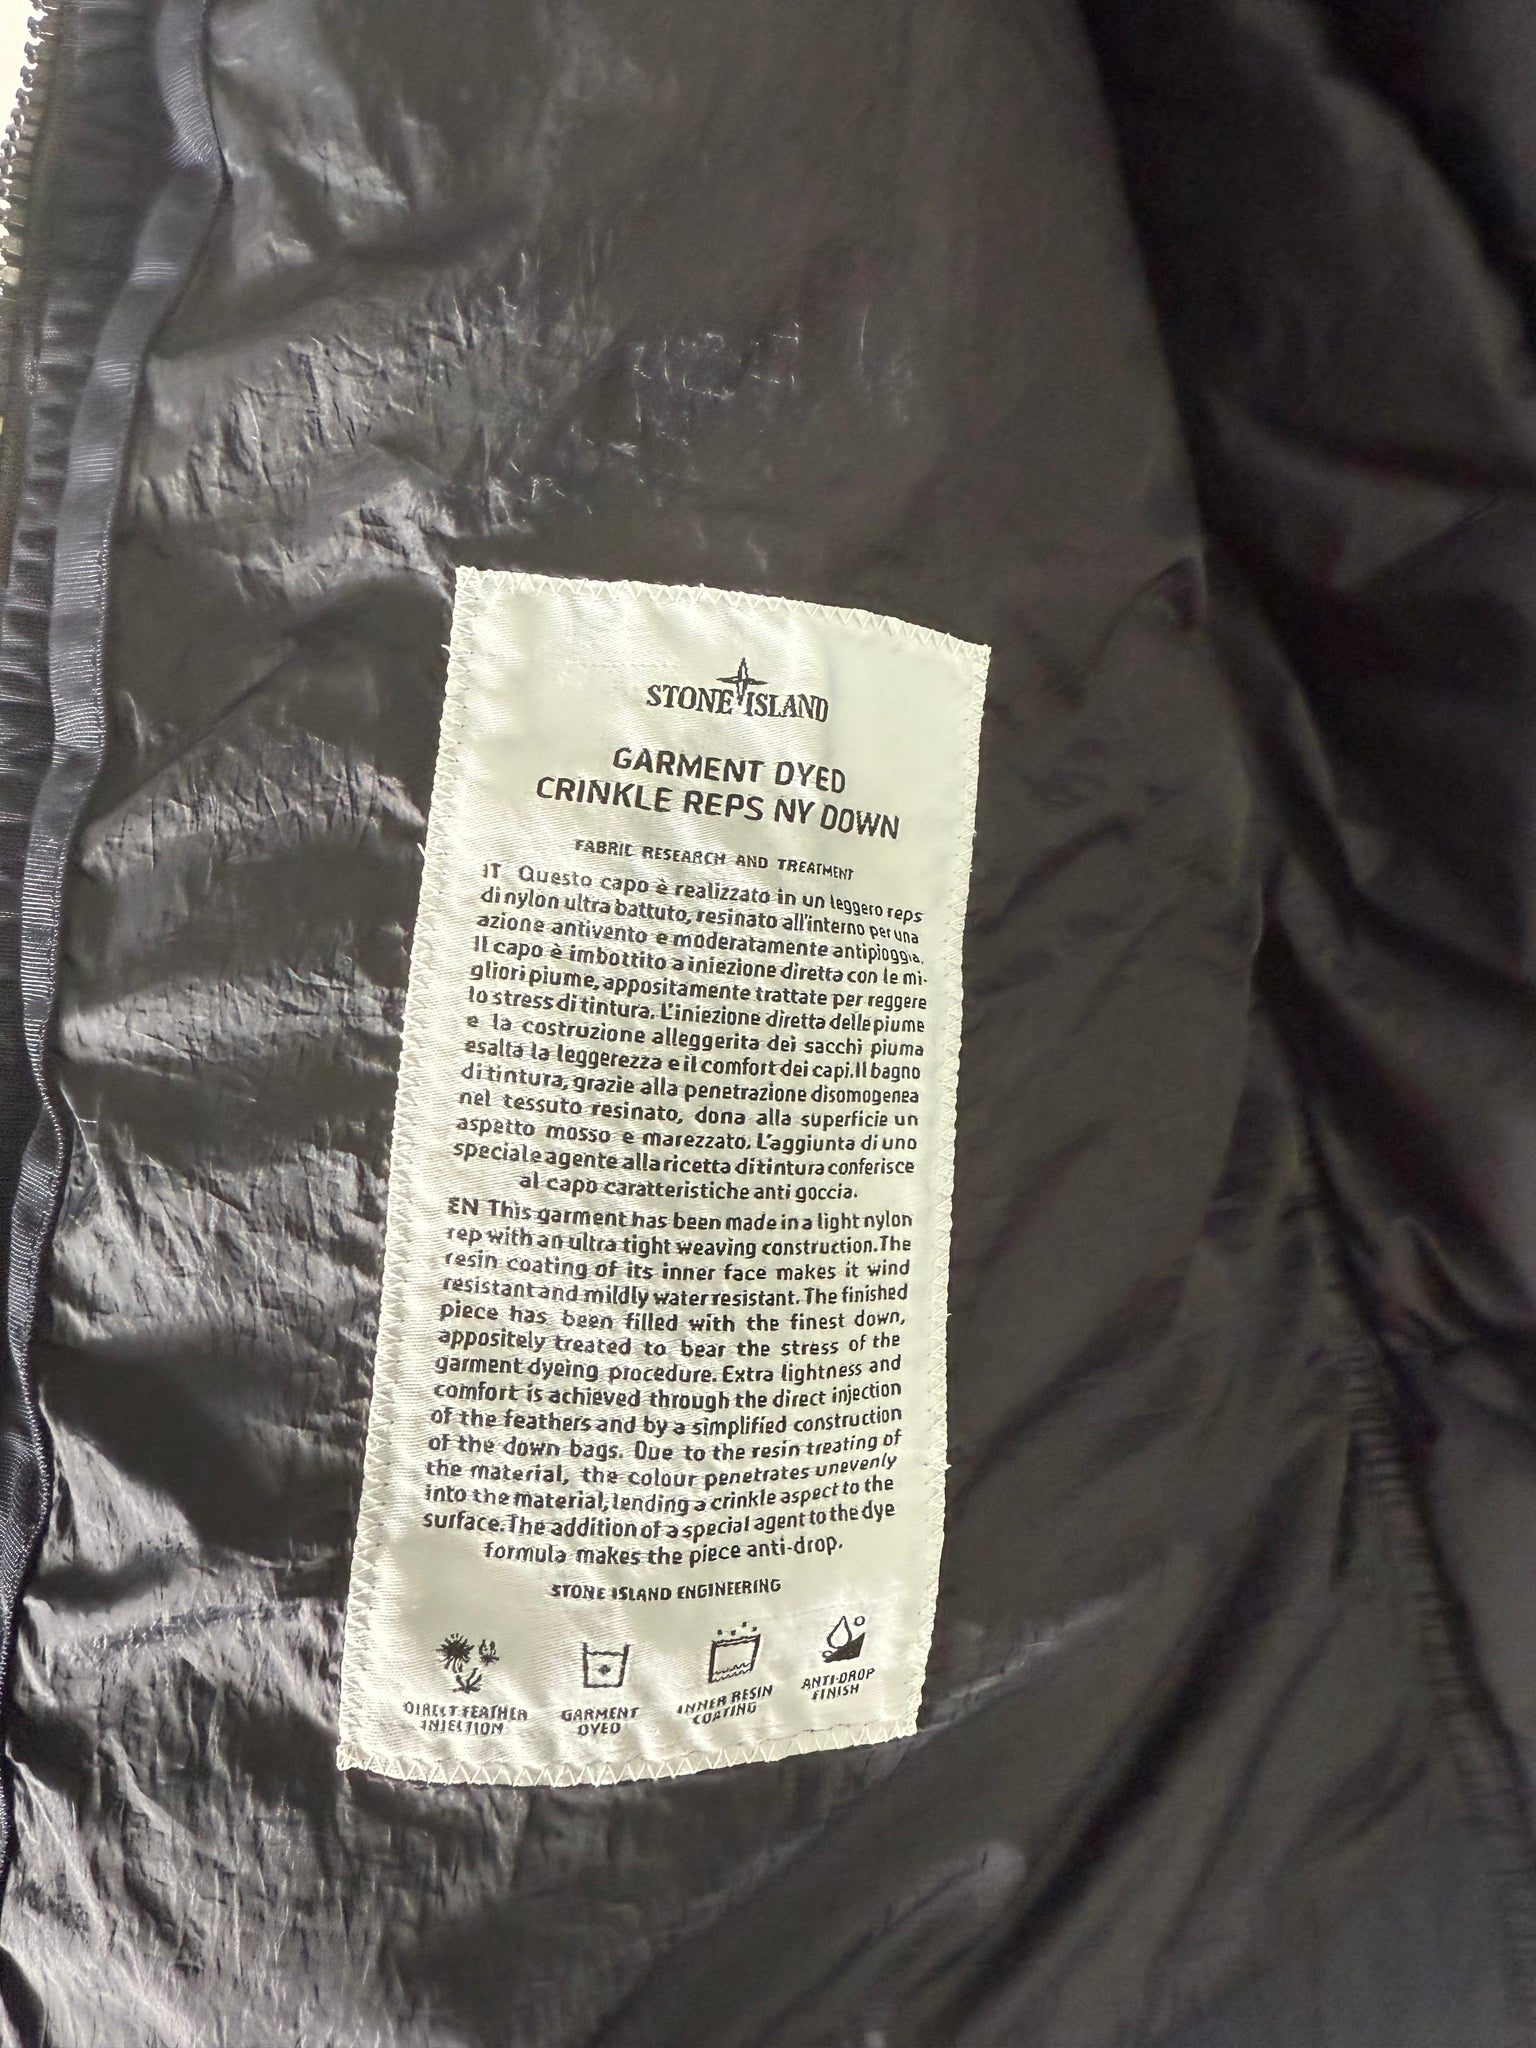 STONE ISLAND
GARMENT DYED
CRINKLE REPS NY DOWN
FABRIC RESEARCH AND TREATMENT
IT Questo capo è realizzato in un leggero reps
di nylon ultra battuto, resinato all'interno per una
azione antivento e moderatamente antipioggia.
Il capo è imbottito a iniezione diretta con le mi-
gliori piume, appositamente trattate per reggere
lo stress di tintura. L'iniezione diretta delle piume
e la costruzione alleggerita dei sacchi piuma
esalta la leggerezza e il comfort dei capi. Il bagno
di tintura, grazie alla penetrazione disomogenea
nel tessuto resinato, dona alla superficie un
aspetto mosso e marezzato. L'aggiunta di uno
speciale agente alla ricetta di tintura conferisce
al capo caratteristiche anti goccia.
EN This garment has been made in a light nylon
rep with an ultra tight weaving construction. The
resin coating of its inner face makes it wind
resistant and mildly water resistant. The finished
piece has been filled with the finest down,
appositely treated to bear the stress of the
garment dyeing procedure. Extra lightness and
comfort is achieved through the direct injection
of the feathers and by a simplified construction
of the down bags. Due to the resin treating of
the material, the colour penetrates unevenly
into the material, lending a crinkle aspect to the
surface. The addition of a special agent to the dye
formula makes the piece anti-drop.
STONE ISLAND ENGINEERING
DIRECT FEATHER
INJECTION
GARMENT
DYED
INNER RESIN
COATING
ANTI-DROP
FINISH